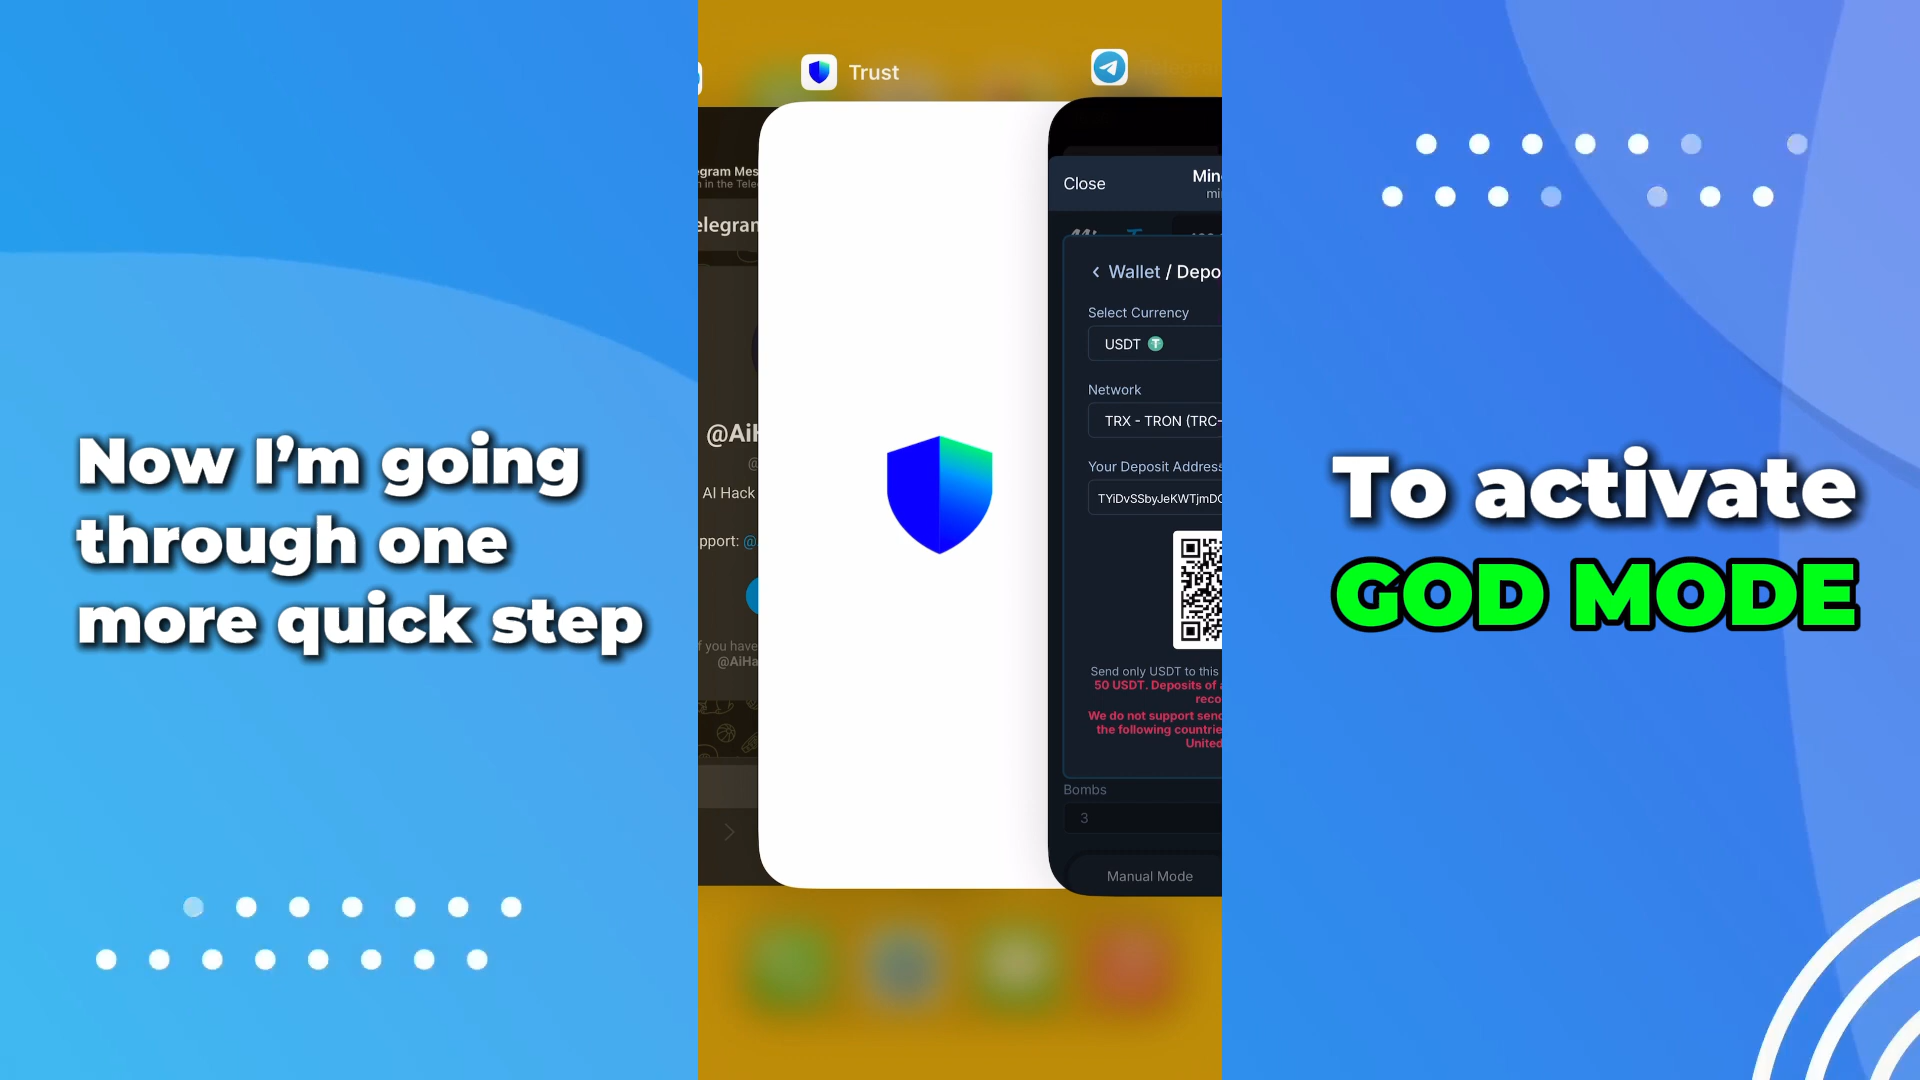 Now I'm going
through one
more quick step
Trust
gram Mes
n in the Tele
elegran
@Ai
AI Hack
pport: @
f you have
@AiHa
Close
Min
mi
Wallet / Depo
Select Currency
USDT
Network
TRX - TRON (TRC-
Your Deposit Address
TYiDvSSbyJeKWTjmD
Send only USDT to this
50 USDT. Deposits of
reco
We do not support send
the following countrie
United
Bombs
3
Manual Mode
To activate
GOD MODE